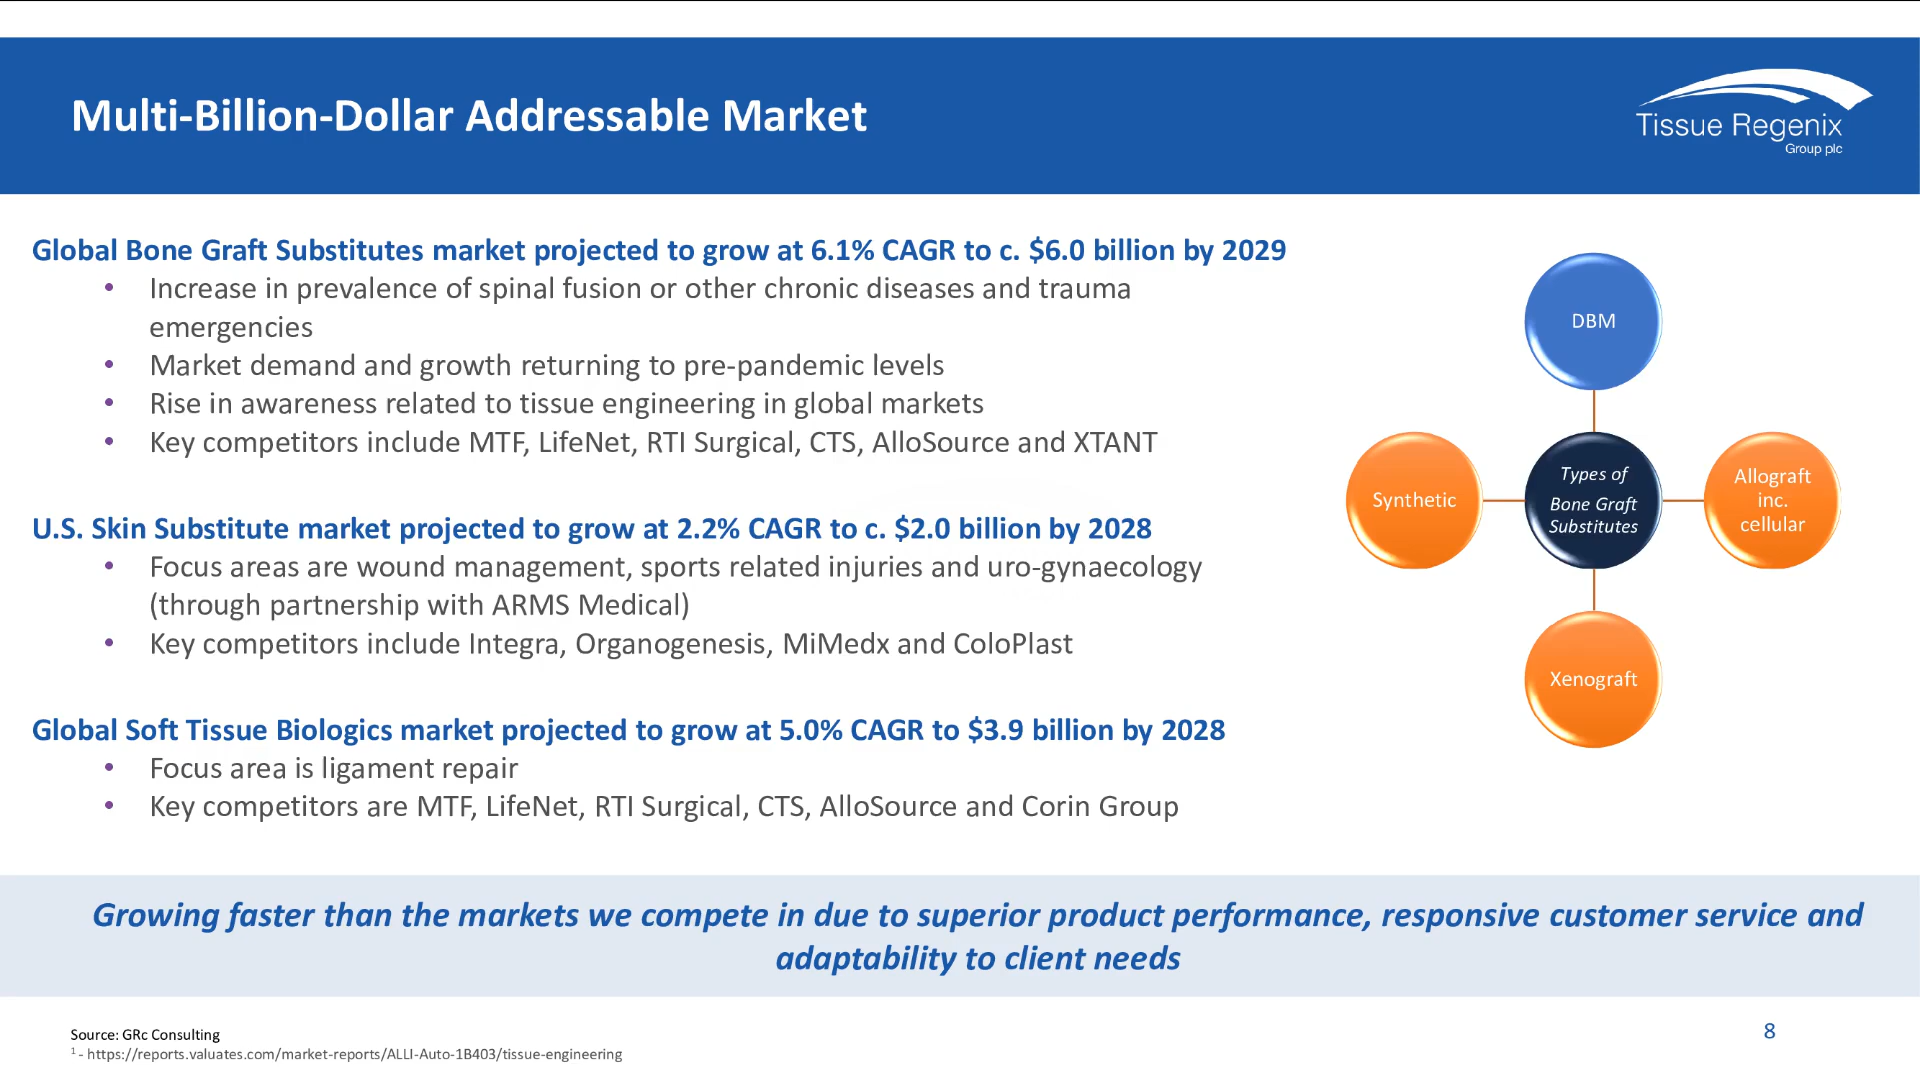 Multi-Billion-Dollar Addressable Market
Tissue Regenix
Group plc
Global Bone Graft Substitutes market projected to grow at 6.1% CAGR to c. $6.0 billion by 2029
• Increase in prevalence of spinal fusion or other chronic diseases and trauma
emergencies
• Market demand and growth returning to pre-pandemic levels
• Rise in awareness related to tissue engineering in global markets
• Key competitors include MTF, LifeNet, RTI Surgical, CTS, AlloSource and XTANT
U.S. Skin Substitute market projected to grow at 2.2% CAGR to c. $2.0 billion by 2028
• Focus areas are wound management, sports related injuries and uro-gynaecology
(through partnership with ARMS Medical)
• Key competitors include Integra, Organogenesis, MiMedx and ColoPlast
Global Soft Tissue Biologics market projected to grow at 5.0% CAGR to $3.9 billion by 2028
• Focus area is ligament repair
• Key competitors are MTF, LifeNet, RTI Surgical, CTS, AlloSource and Corin Group
DBM
Synthetic
Types of
Bone Graft
Substitutes
Allograft
inc.
cellular
Xenograft
Growing faster than the markets we compete in due to superior product performance, responsive customer service and
adaptability to client needs
Source: GRc Consulting
1 - https://reports.valuates.com/market-reports/ALLI-Auto-1B403/tissue-engineering
8